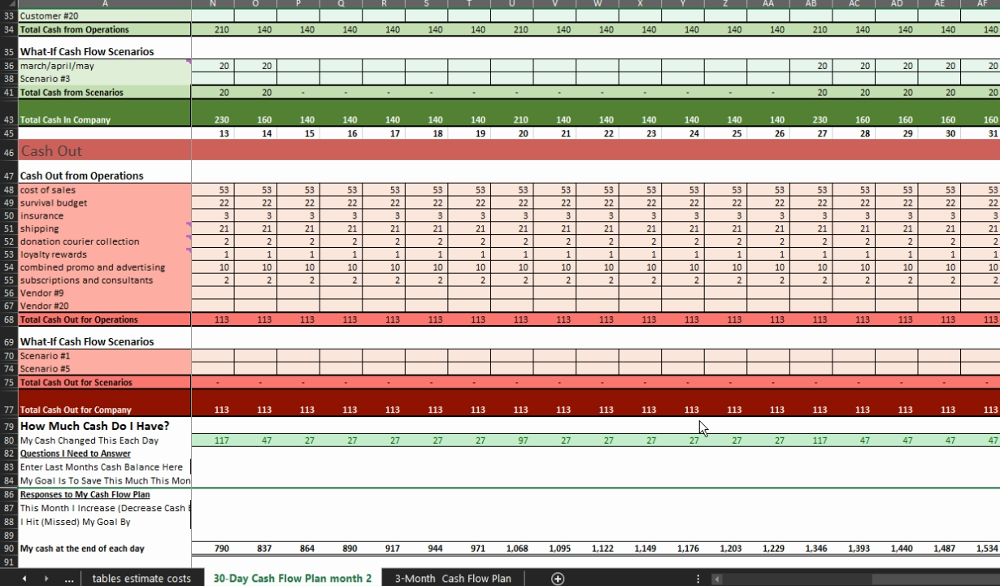 A N O P Q R S T U V W X Y Z AA AB AC AD AE AF
33 Customer #20
34 Total Cash from Operations 210 140 140 140 140 140 140 210 140 140 140 140 140 140 210 140 140 140 140
35 What-If Cash Flow Scenarios
36 march/april/may 20 20 20 20 20 20 20
38 Scenario #3
41 Total Cash from Scenarios 20 20 - - - - - - - - - - - - 20 20 20 20 20
43 Total Cash In Company 230 160 140 140 140 140 140 210 140 140 140 140 140 140 230 160 160 160 160
45 13 14 15 16 17 18 19 20 21 22 23 24 25 26 27 28 29 30 31
46 Cash Out
47 Cash Out from Operations
48 cost of sales 53 53 53 53 53 53 53 53 53 53 53 53 53 53 53 53 53 53 53
49 survival budget 22 22 22 22 22 22 22 22 22 22 22 22 22 22 22 22 22 22 22
50 insurance 3 3 3 3 3 3 3 3 3 3 3 3 3 3 3 3 3 3 3
51 shipping 21 21 21 21 21 21 21 21 21 21 21 21 21 21 21 21 21 21 21
52 donation courier collection 2 2 2 2 2 2 2 2 2 2 2 2 2 2 2 2 2 2 2
53 loyalty rewards 1 1 1 1 1 1 1 1 1 1 1 1 1 1 1 1 1 1 1
54 combined promo and advertising 10 10 10 10 10 10 10 10 10 10 10 10 10 10 10 10 10 10 10
55 subscriptions and consultants 2 2 2 2 2 2 2 2 2 2 2 2 2 2 2 2 2 2 2
56 Vendor #9
67 Vendor #20
68 Total Cash Out for Operations 113 113 113 113 113 113 113 113 113 113 113 113 113 113 113 113 113 113 113
69 What-If Cash Flow Scenarios
70 Scenario #1
74 Scenario #5
75 Total Cash Out for Scenarios - - - - - - - - - - - - - - - - - - -
77 Total Cash Out for Company 113 113 113 113 113 113 113 113 113 113 113 113 113 113 113 113 113 113 113
79 How Much Cash Do I Have?
80 My Cash Changed This Each Day 117 47 27 27 27 27 27 97 27 27 27 27 27 27 117 47 47 47 47
82 Questions I Need to Answer
83 Enter Last Months Cash Balance Here
84 My Goal Is To Save This Much This Mon
86 Responses to My Cash Flow Plan
87 This Month I Increase (Decrease Cash B
88 I Hit (Missed) My Goal By
89
90 My cash at the end of each day 790 837 864 890 917 944 971 1,068 1,095 1,122 1,149 1,176 1,203 1,229 1,346 1,393 1,440 1,487 1,534
91
... tables estimate costs 30-Day Cash Flow Plan month 2 3-Month Cash Flow Plan